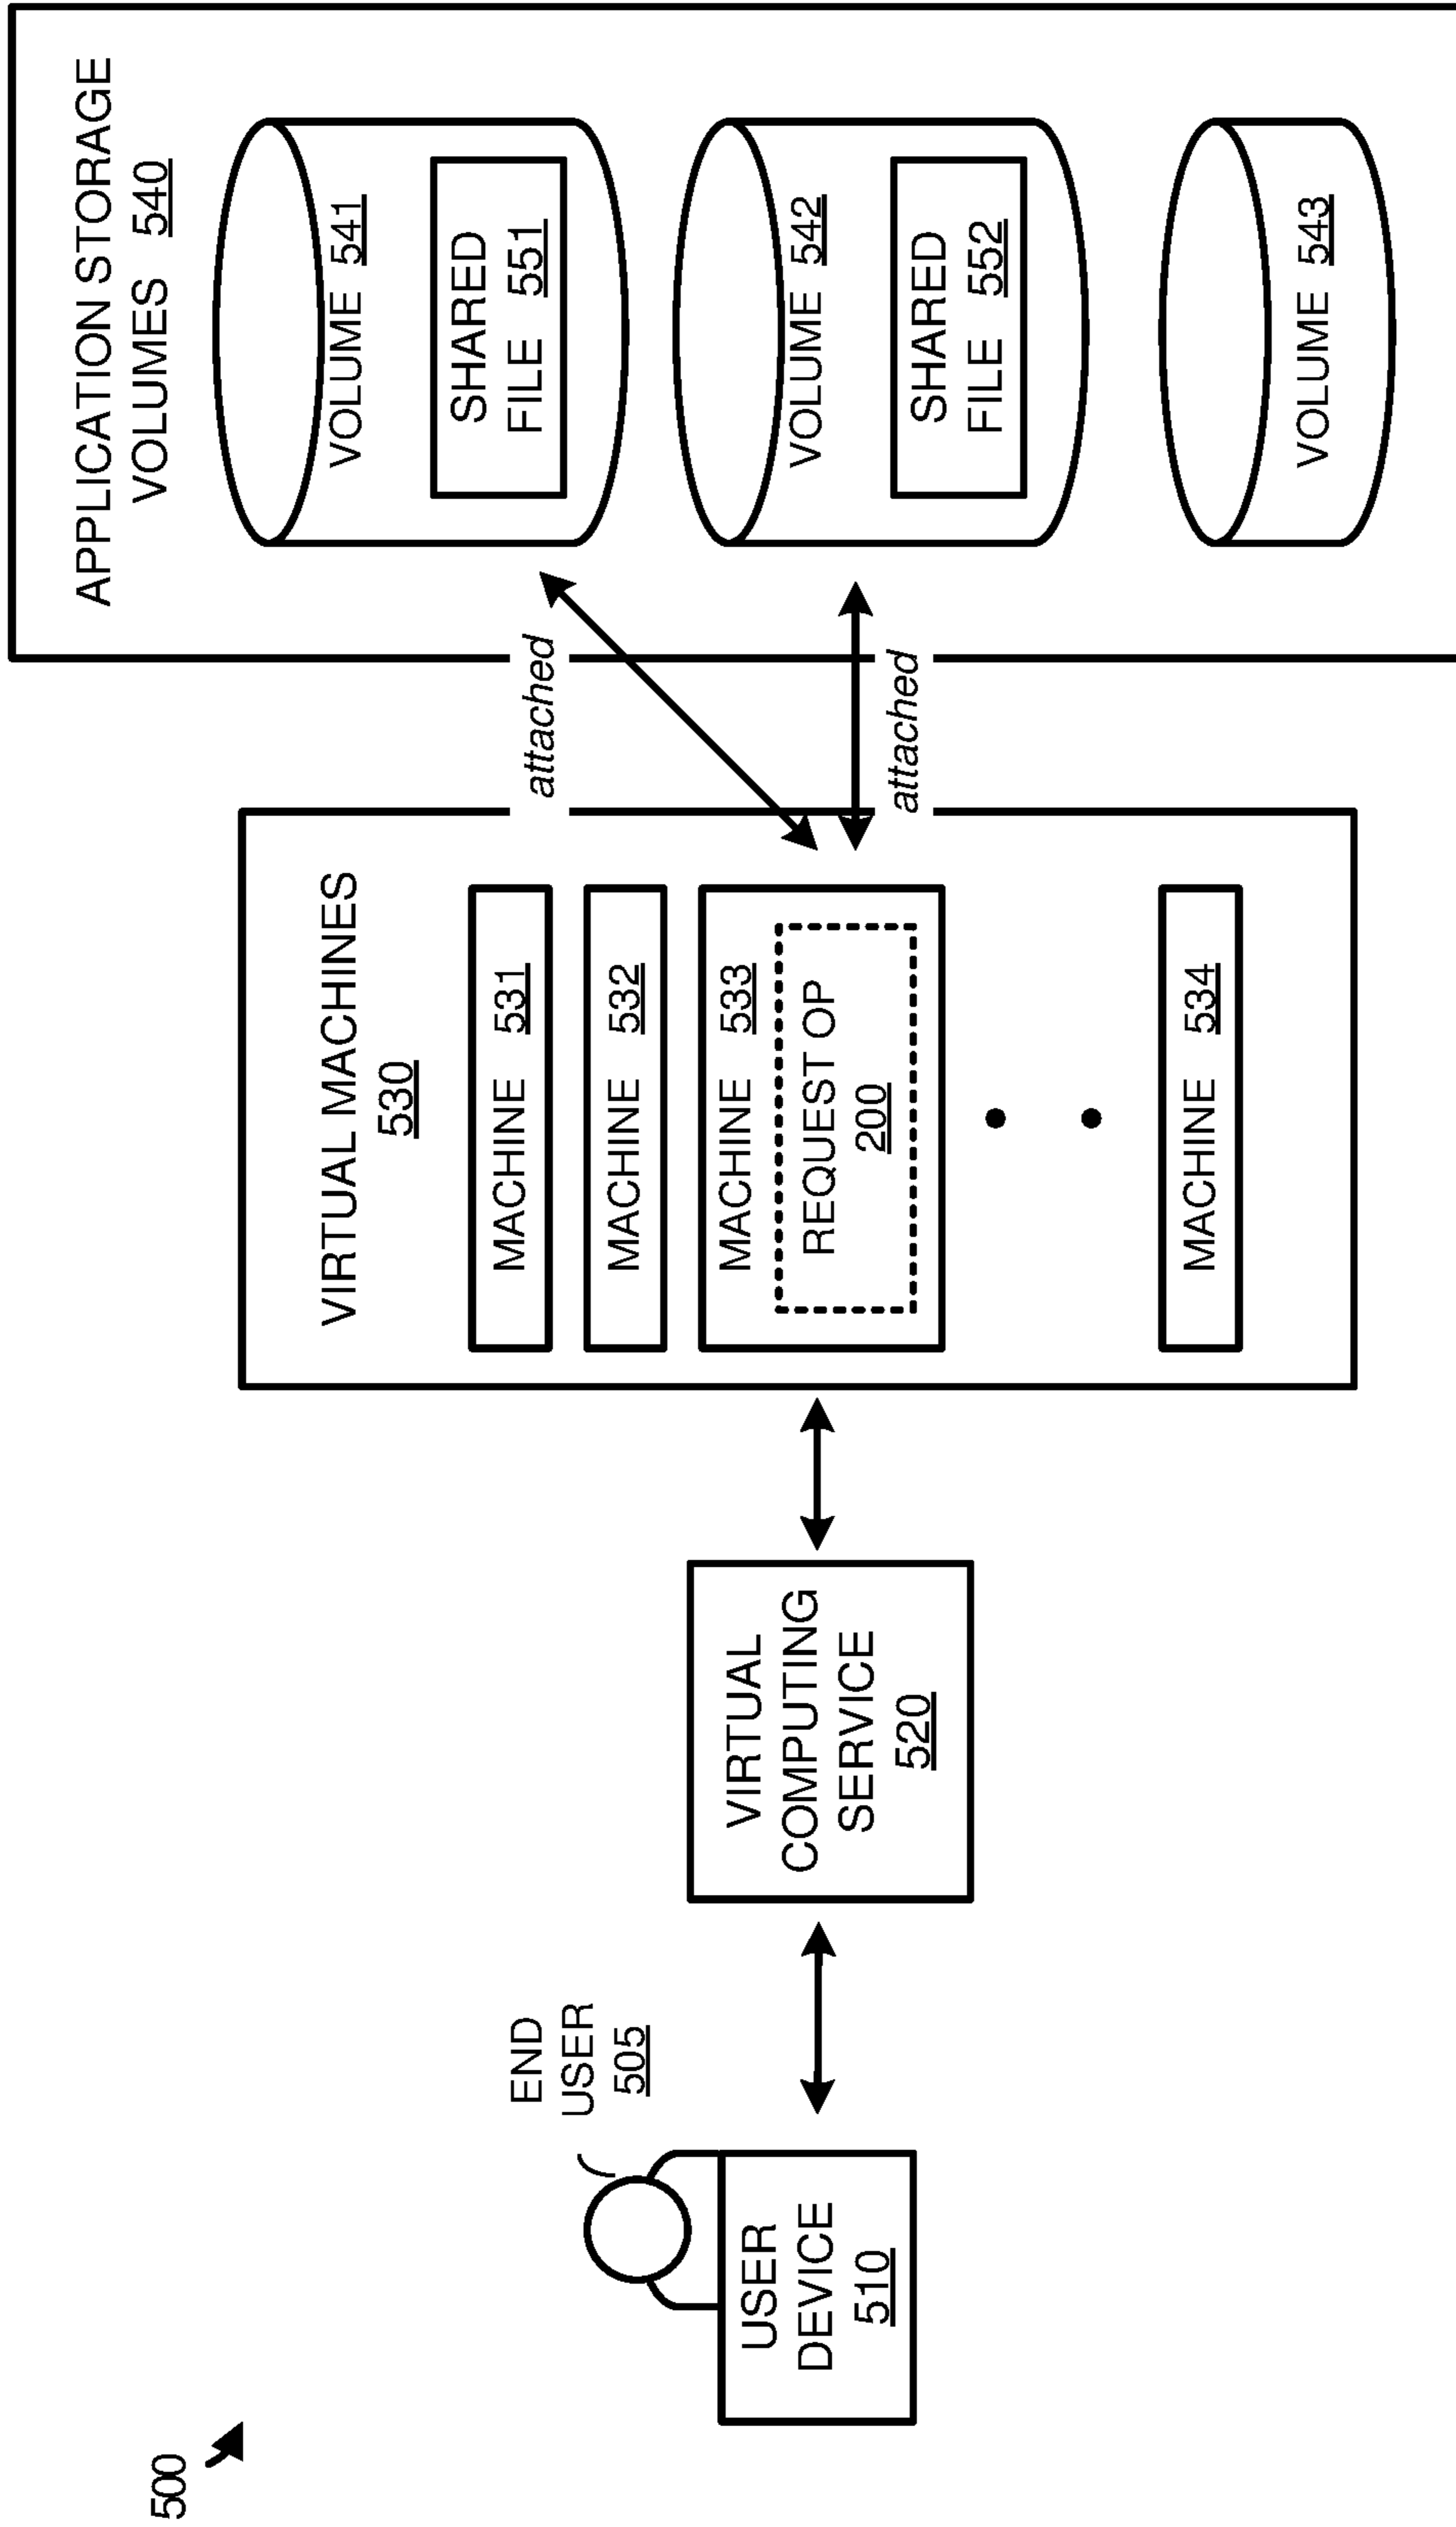 500
END
USER
505
USER
DEVICE
510
VIRTUAL
COMPUTING
SERVICE
520
VIRTUAL MACHINES
530
MACHINE 531
MACHINE 532
MACHINE 533
REQUEST OP
200
MACHINE 534
attached
attached
APPLICATION STORAGE
VOLUMES 540
VOLUME 541
SHARED
FILE 551
VOLUME 542
SHARED
FILE 552
VOLUME 543